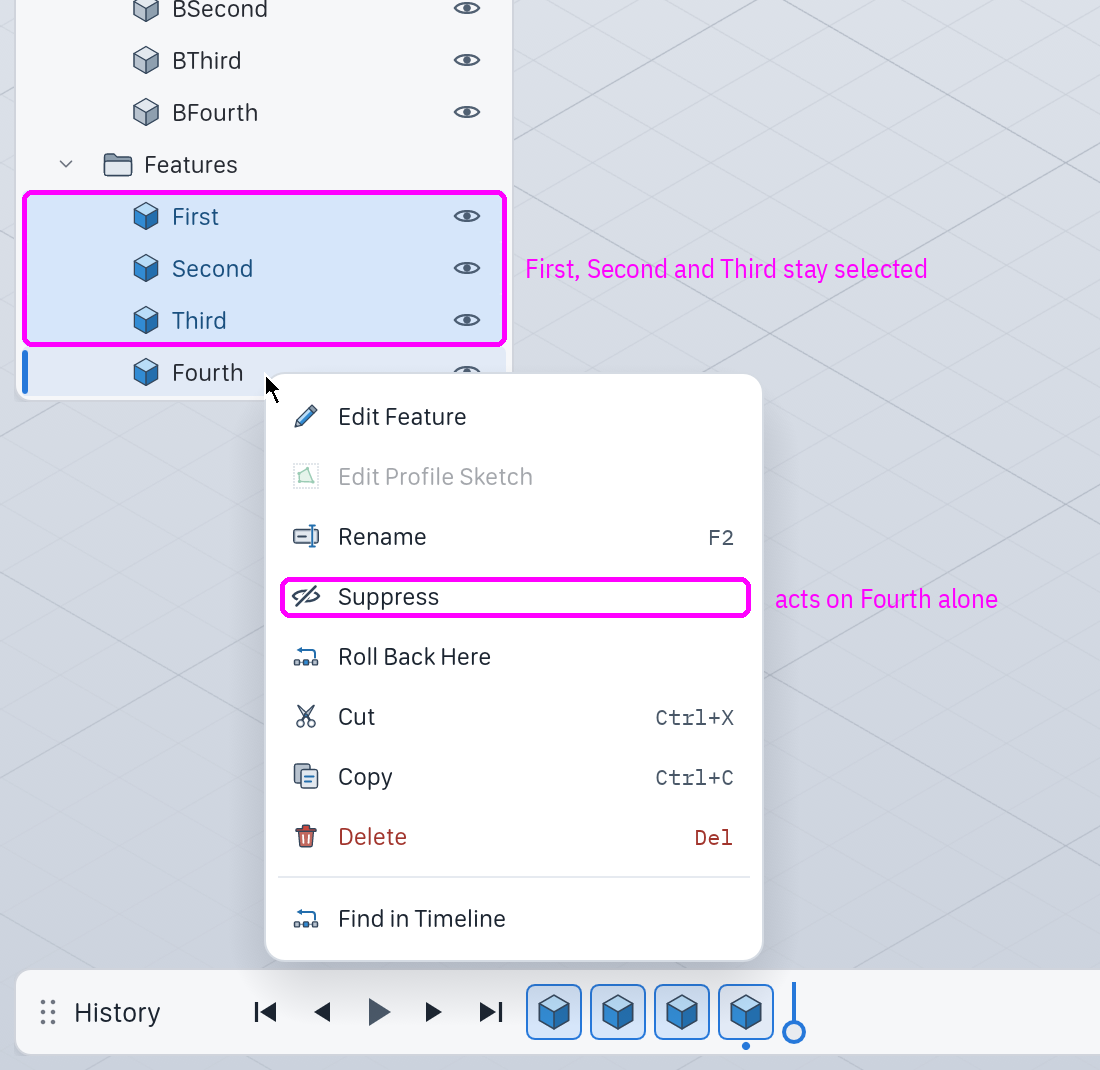 BSecond
BThird
BFourth
Features
First
Second
First, Second and Third stay selected
Third
Fourth
Edit Feature
Edit Profile Sketch
Rename F2
Suppress
acts on Fourth alone
Roll Back Here
Cut Ctrl+X
Copy Ctrl+C
Delete Del
Find in Timeline
History